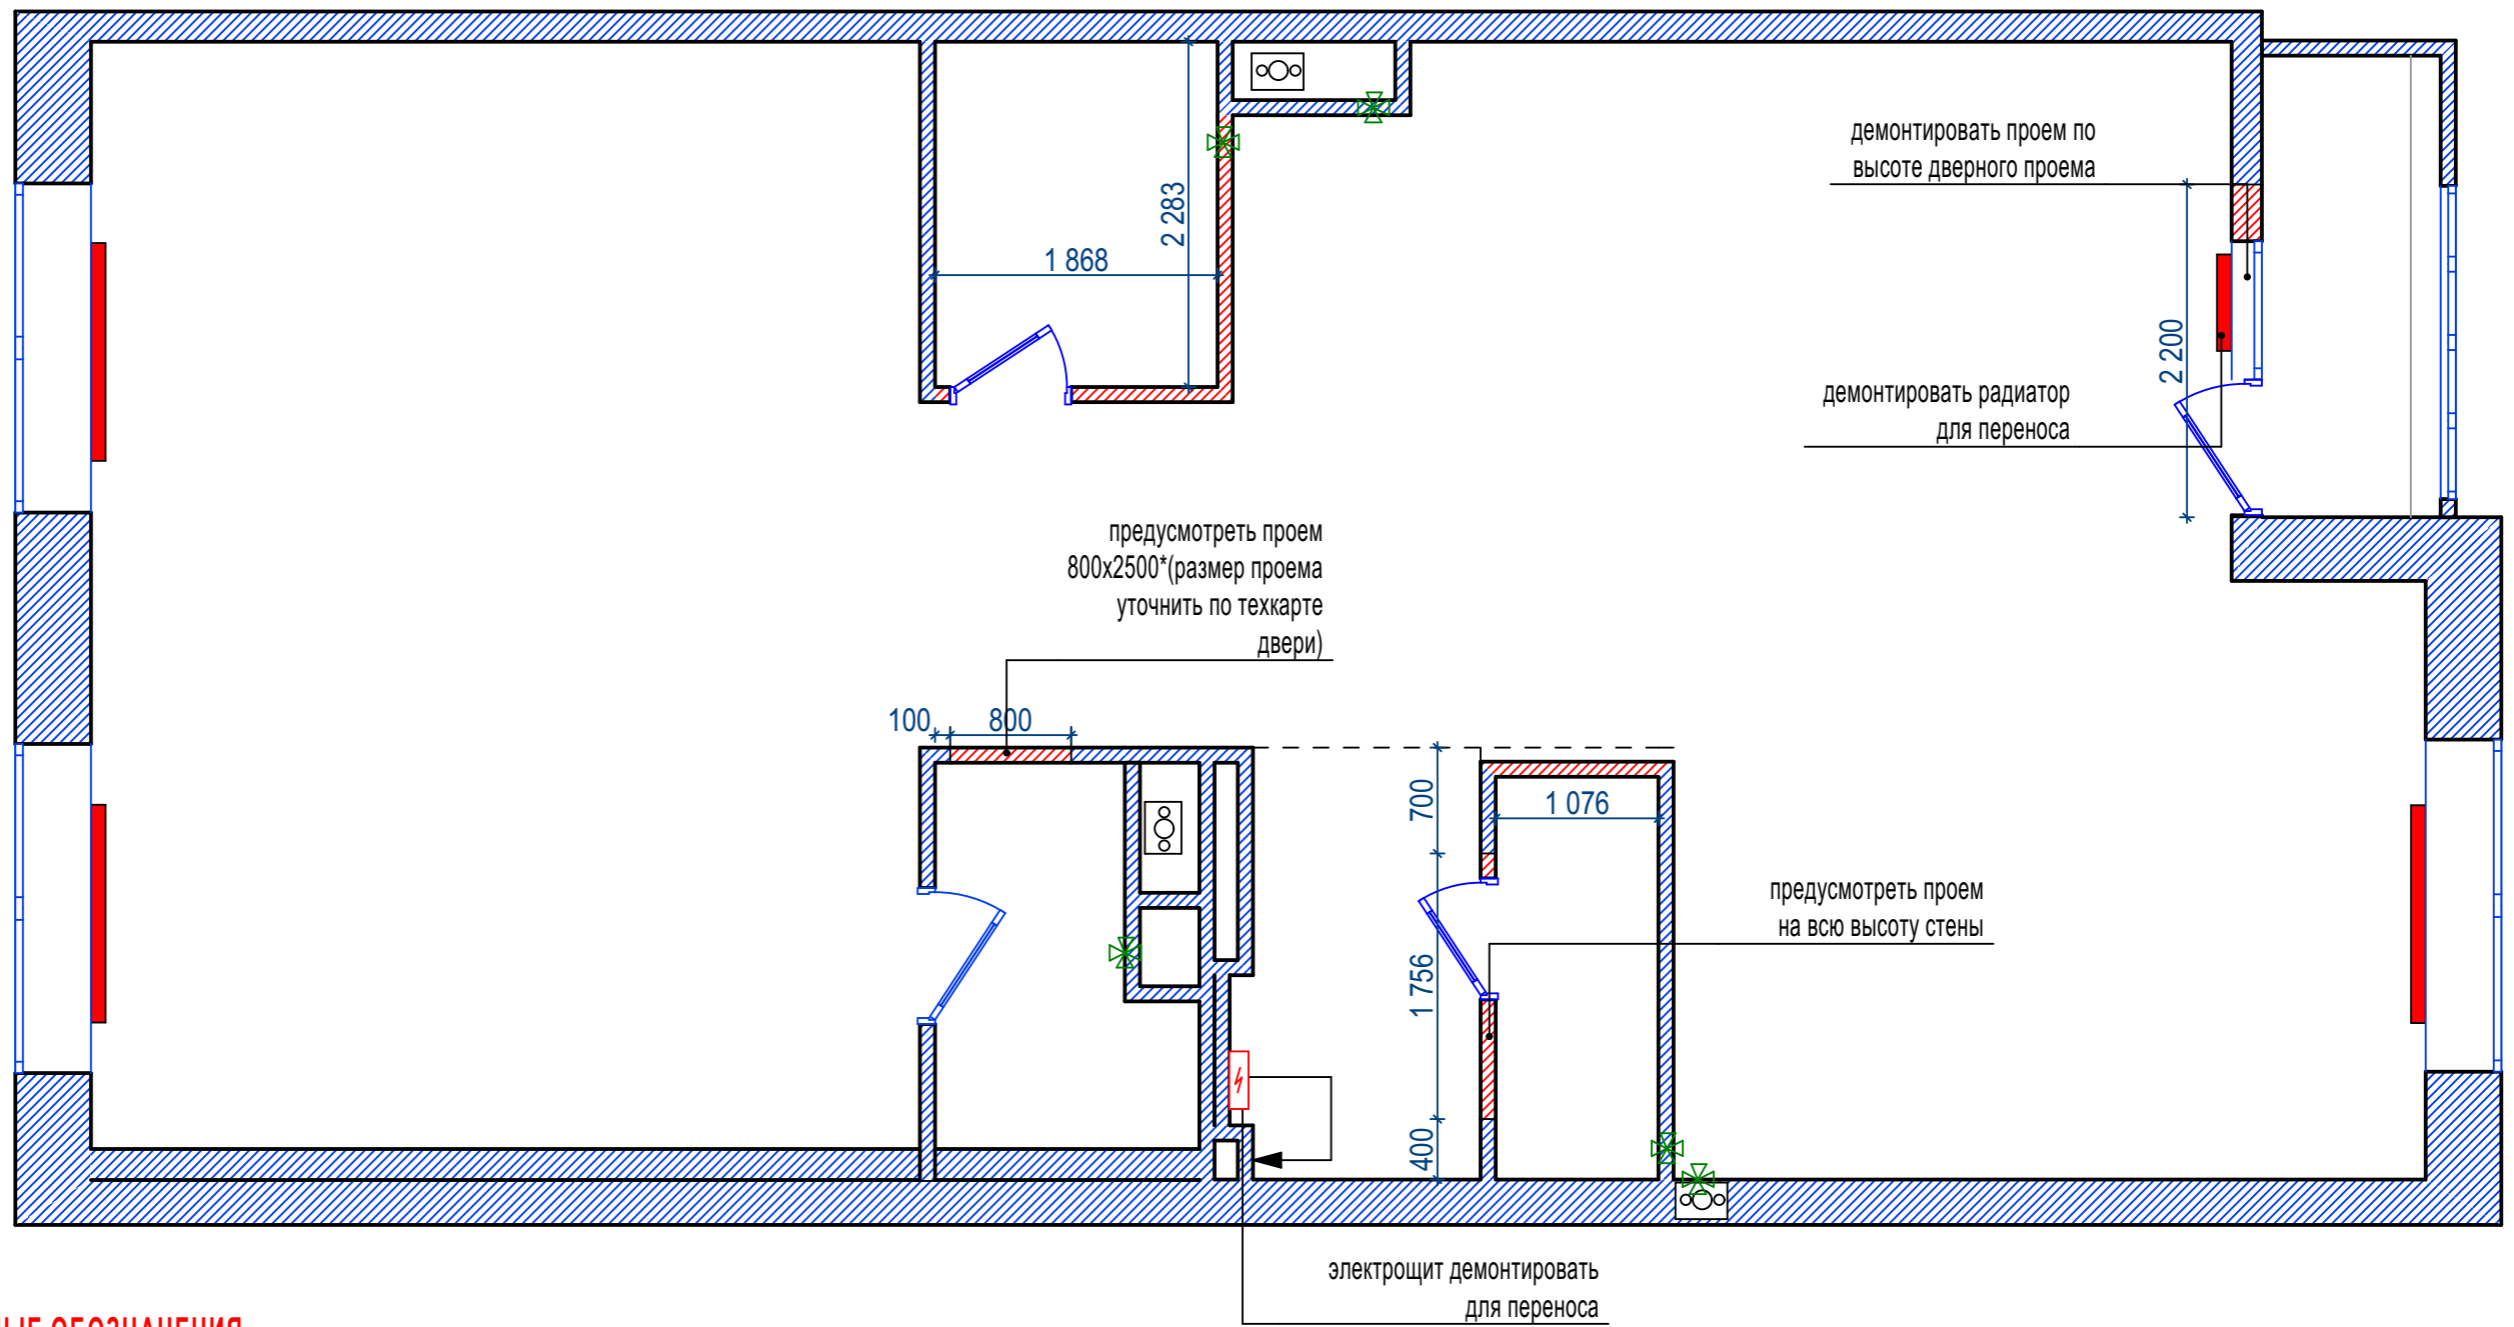 демонтировать проем по
высоте дверного проема
2 283
1 868
2 200
демонтировать радиатор
для переноса
предусмотреть проем
800х2500*(размер проема
уточнить по техкарте
двери)
100
800
700
1 076
предусмотреть проем
на всю высоту стены
1 756
400
электрощит демонтировать
для переноса
ОБОЗНАЧЕНИЯ